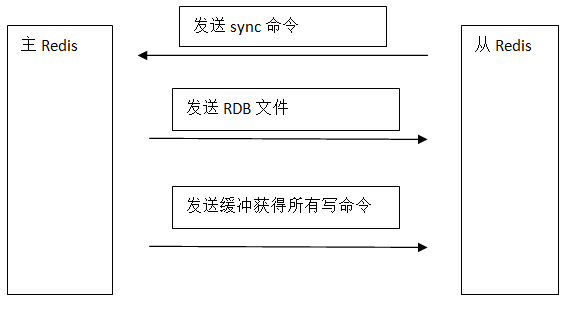 发送 sync 命令
主 Redis
从 Redis
发送 RDB 文件
发送缓冲获得所有写命令